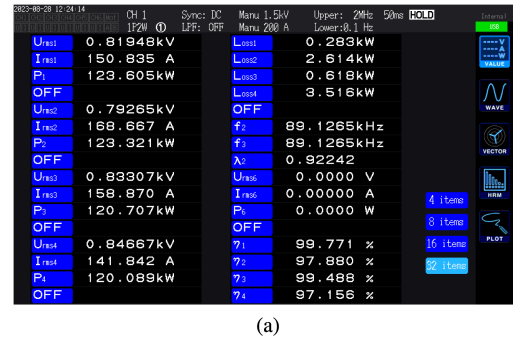 2023-08-28 12:24:14 CH 1 Sync: DC Manu 1.5kV Upper: 2MHz 50ms HOLD Internal
1P2W ① LPF: OFF Manu 200 A Lower:0.1 Hz USB
Urms1 0.81948kV Loss1 0.283kW
Irms1 150.835 A Loss2 2.614kW
P1 123.605kW Loss3 0.618kW
OFF Loss4 3.516kW
Urms2 0.79265kV OFF
Irms2 168.667 A f2 89.1265kHz
P2 123.321kW f3 89.1265kHz
OFF λ2 0.92242
Urms3 0.83307kV Urms6 0.0000 V
Irms3 158.870 A Irms6 0.00000 A
P3 120.707kW P6 0.0000 W
OFF OFF
Urms4 0.84667kV η1 99.771 %
Irms4 141.842 A η2 97.880 %
P4 120.089kW η3 99.488 %
OFF η4 97.156 %
4 items
8 items
16 items
32 items
V
A
W
VALUE
WAVE
VECTOR
HRM
PLOT
(a)